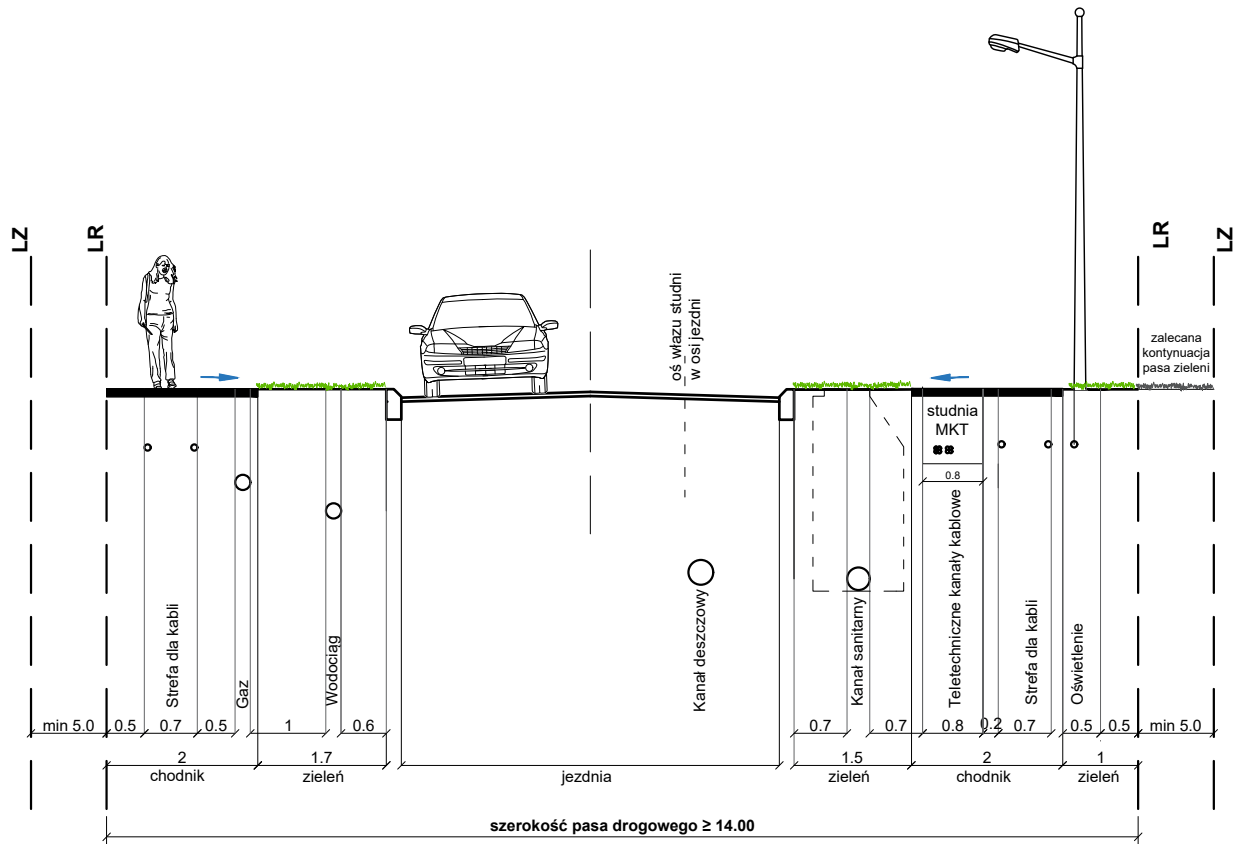 LZ
LR
LR
LZ
oś włazu studni
w osi jezdni
zalecana
kontynuacja
pasa zieleni
studnia
MKT
0.8
Strefa dla kabli
Gaz
Wodociąg
Kanał deszczowy
Kanał sanitarny
Teletechniczne kanały kablowe
Strefa dla kabli
Oświetlenie
min 5.0
0.5
0.7
0.5
1
0.6
0.7
0.7
0.8
0.2
0.7
0.5
0.5
min 5.0
2
chodnik
1.7
zieleń
jezdnia
1.5
zieleń
2
chodnik
1
zieleń
szerokość pasa drogowego ≥ 14.00